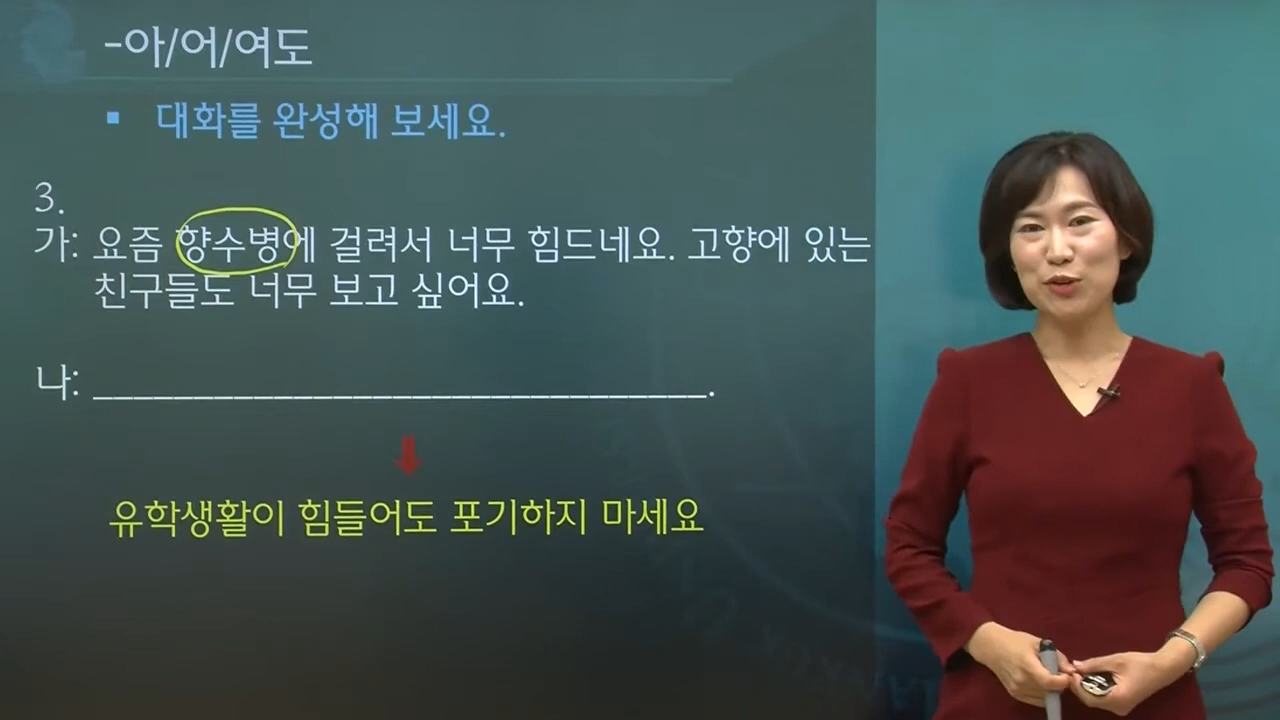 -아/어/여도
▪ 대화를 완성해 보세요.
3.
가: 요즘 향수병에 걸려서 너무 힘드네요. 고향에 있는
친구들도 너무 보고 싶어요.
나: ________________________________.
유학생활이 힘들어도 포기하지 마세요